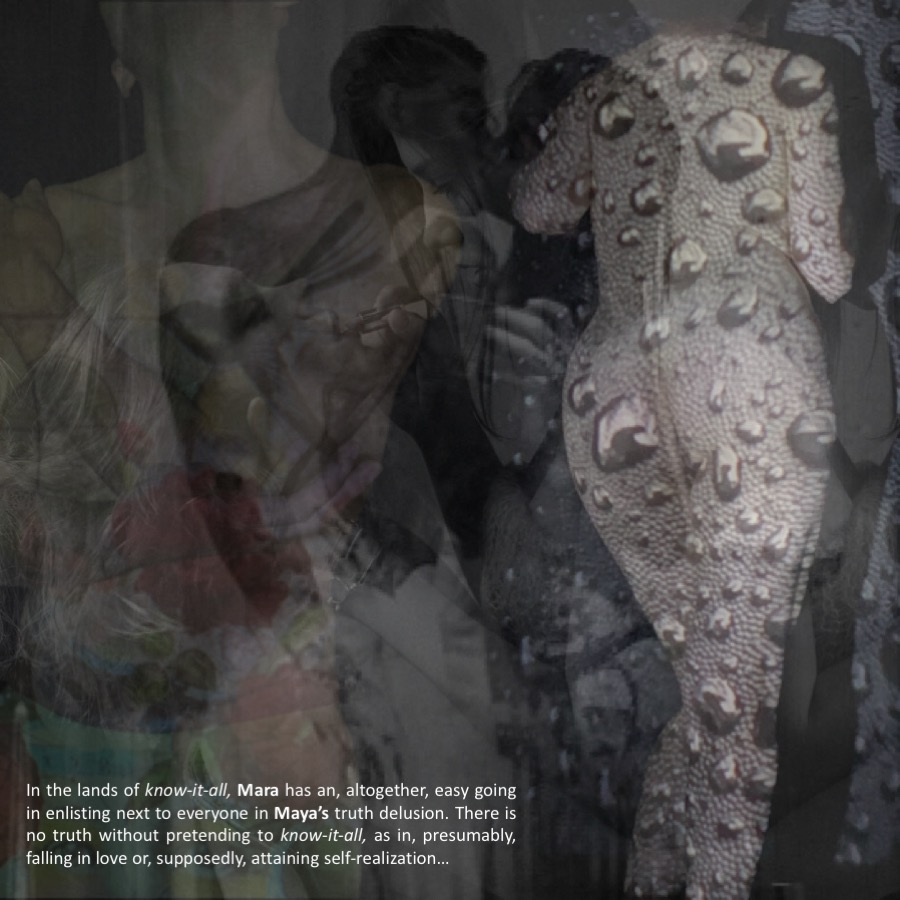 In the lands of know-it-all, Mara has an, altogether, easy going
in enlisting next to everyone in Maya's truth delusion. There is
no truth without pretending to know-it-all, as in, presumably,
falling in love or, supposedly, attaining self-realization...